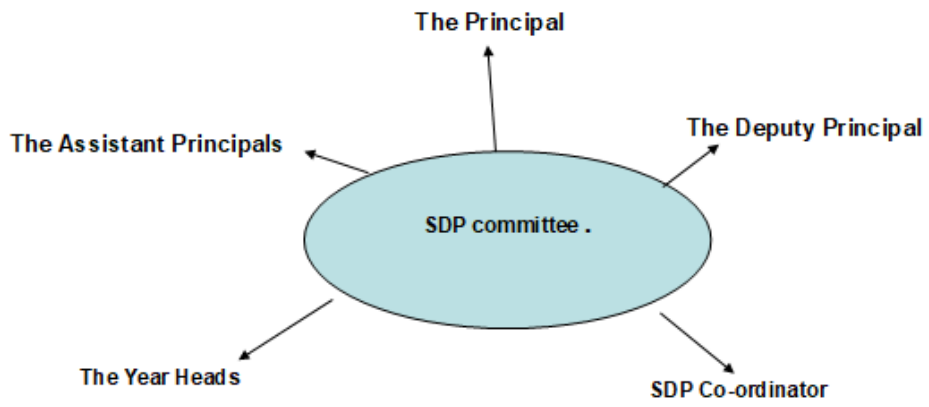 The Principal
The Deputy Principal
The Assistant Principals
SDP committee .
The Year Heads
SDP Co-ordinator